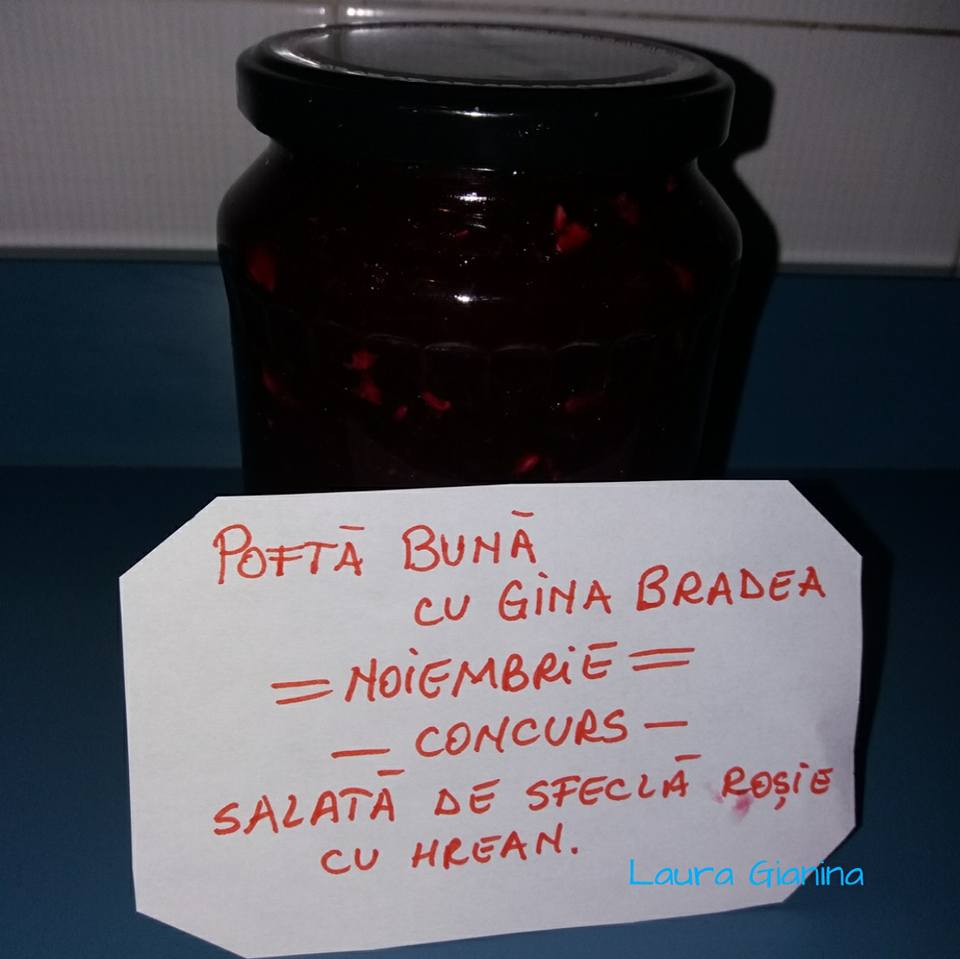 POFTĂ BUNĂ
CU GINA BRADEA
= NOIEMBRIE =
— CONCURS —
SALATĂ DE SFECLĂ ROȘIE
CU HREAN.
Laura Gianina